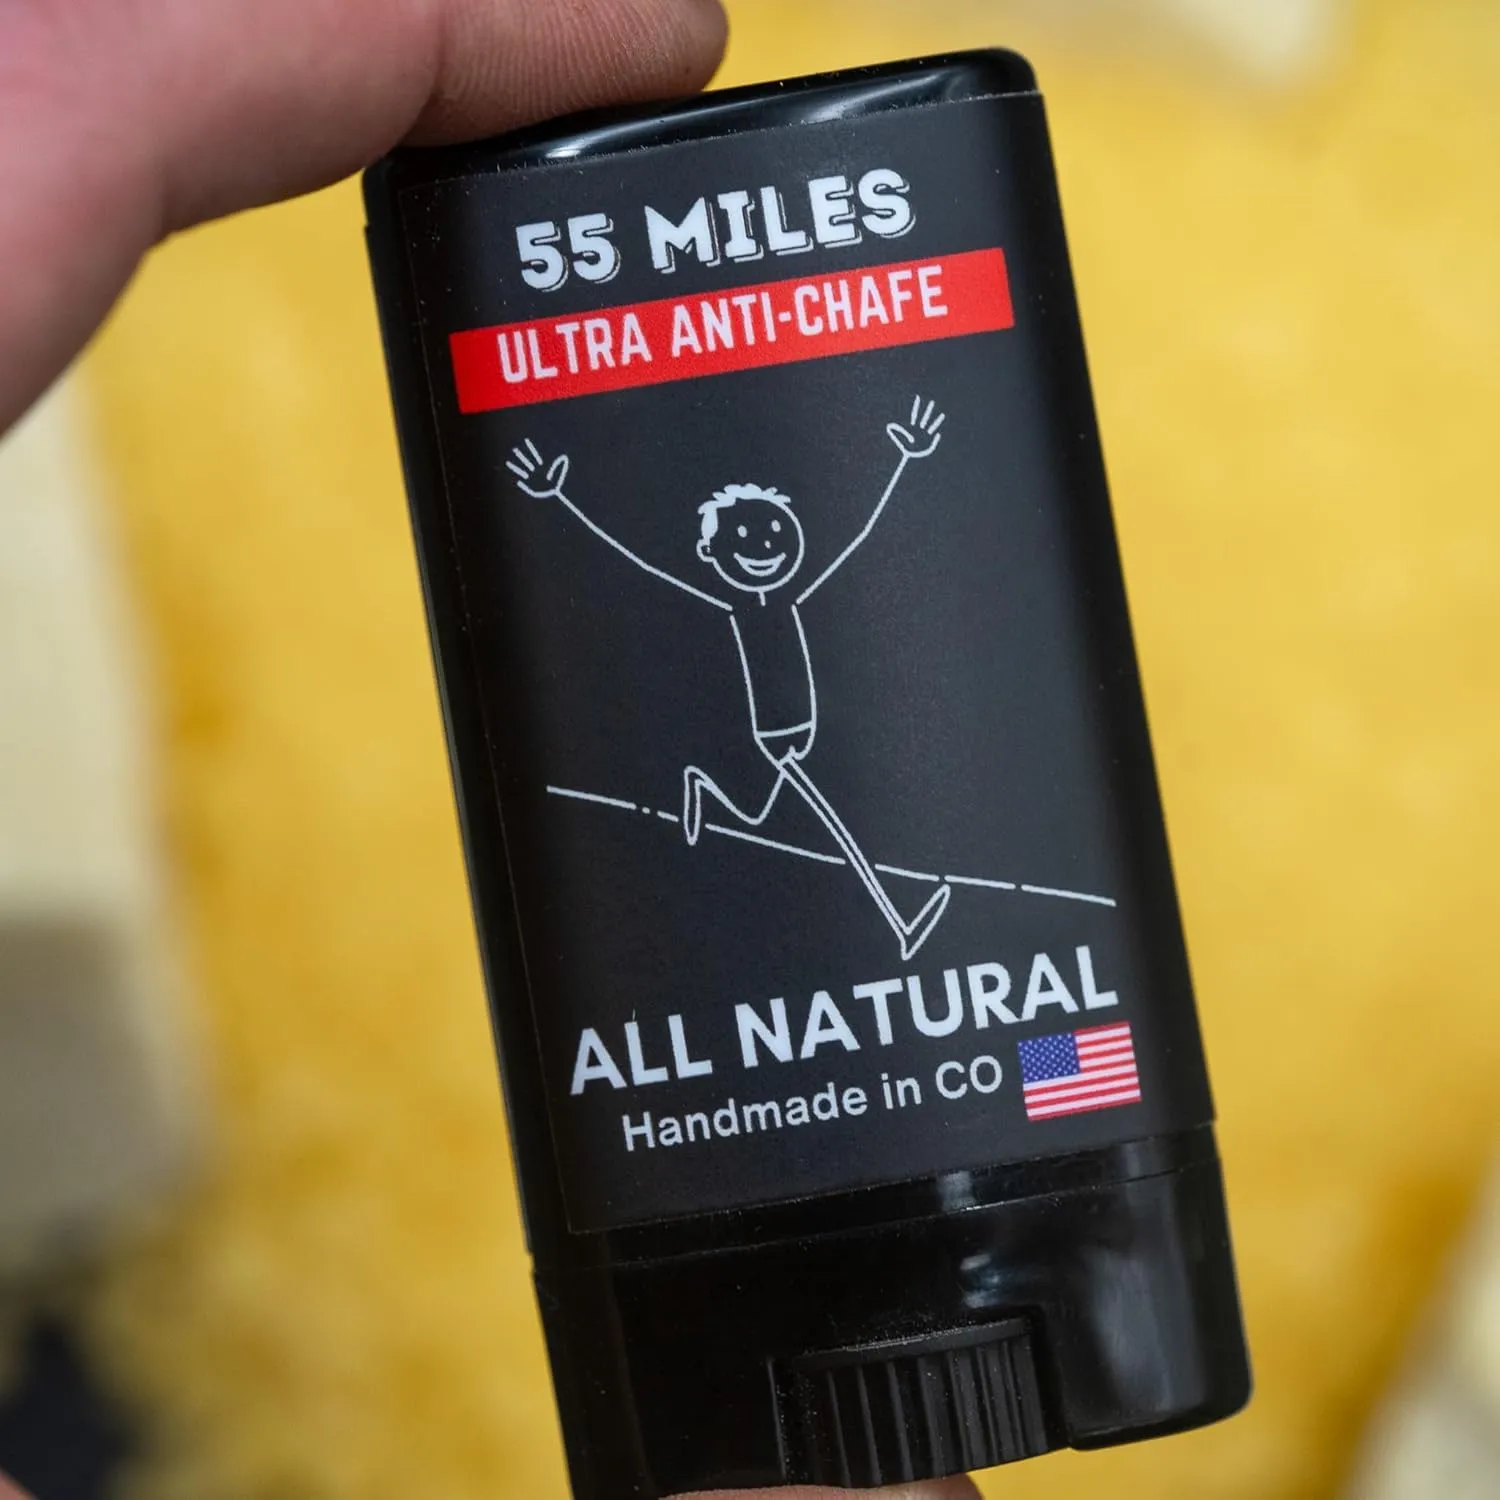 55 MILES
ULTRA ANTI-CHAFE
ALL NATURAL
Handmade in CO